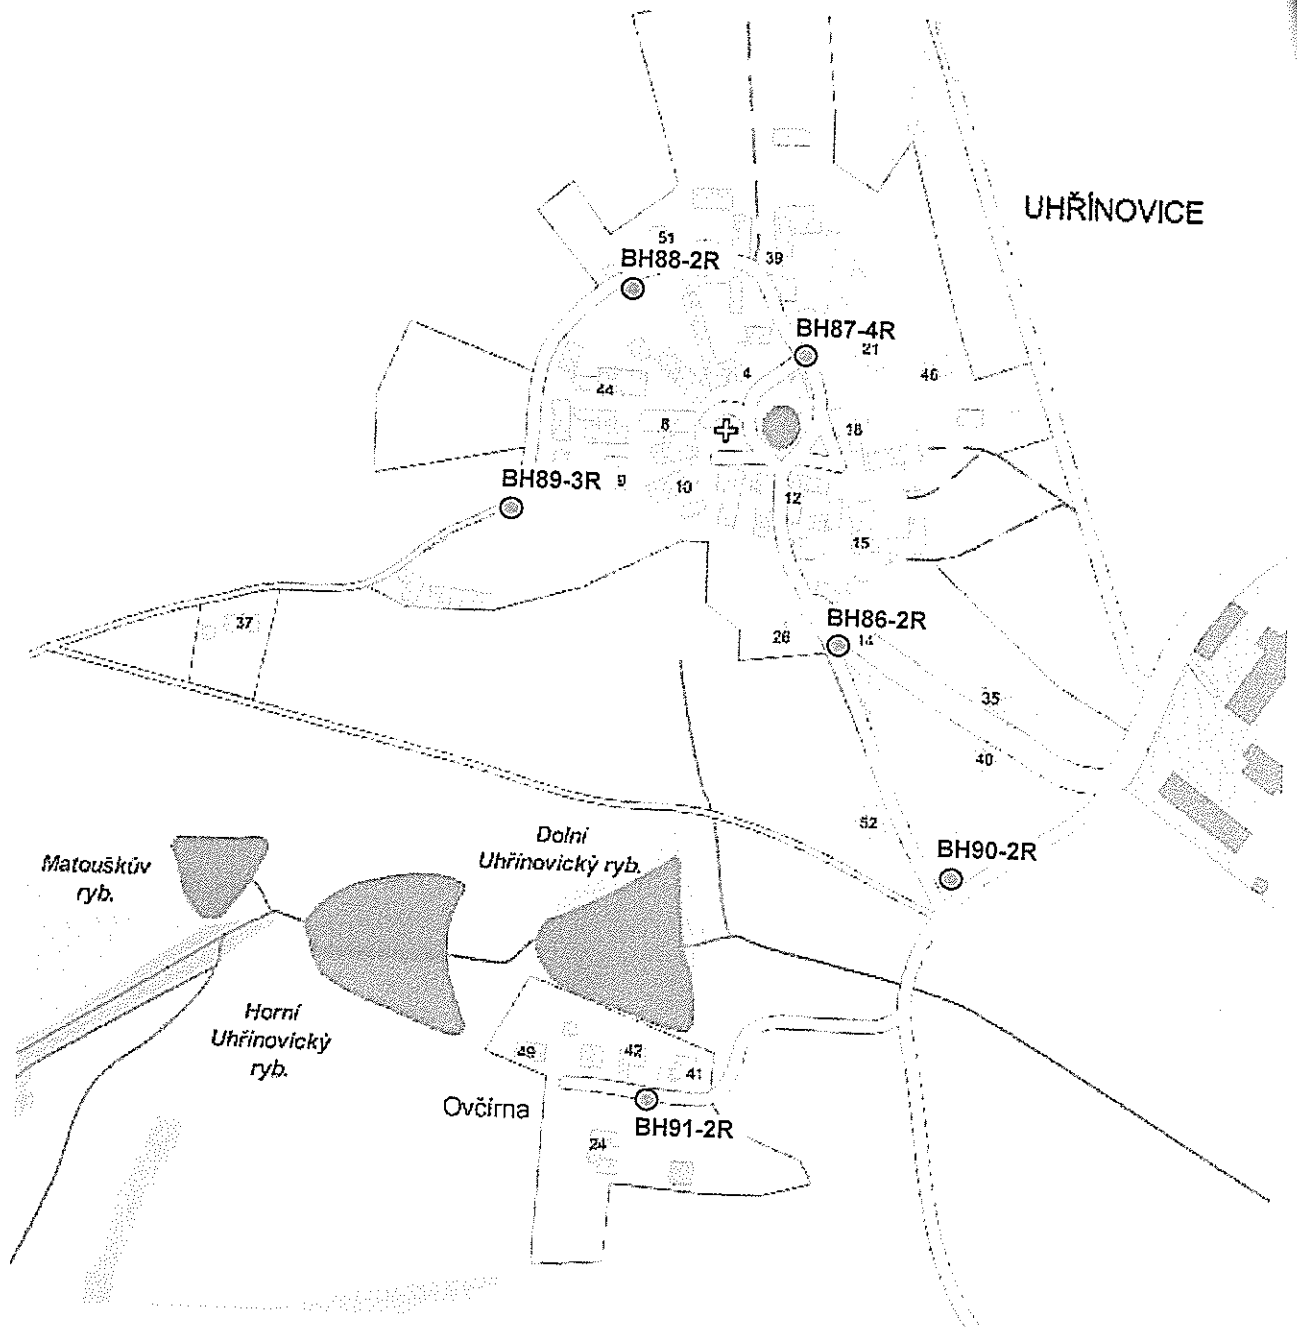 UHŘÍNOVICE
51
BH88-2R
39
BH87-4R
21
4
46
44
8
18
BH89-3R
9
10
12
15
37
BH86-2R
26
14
35
40
52
Dolní
Uhřínovický ryb.
Matouškův
ryb.
BH90-2R
Horní
Uhřínovický
ryb.
49
42
41
Ovčírna
BH91-2R
24